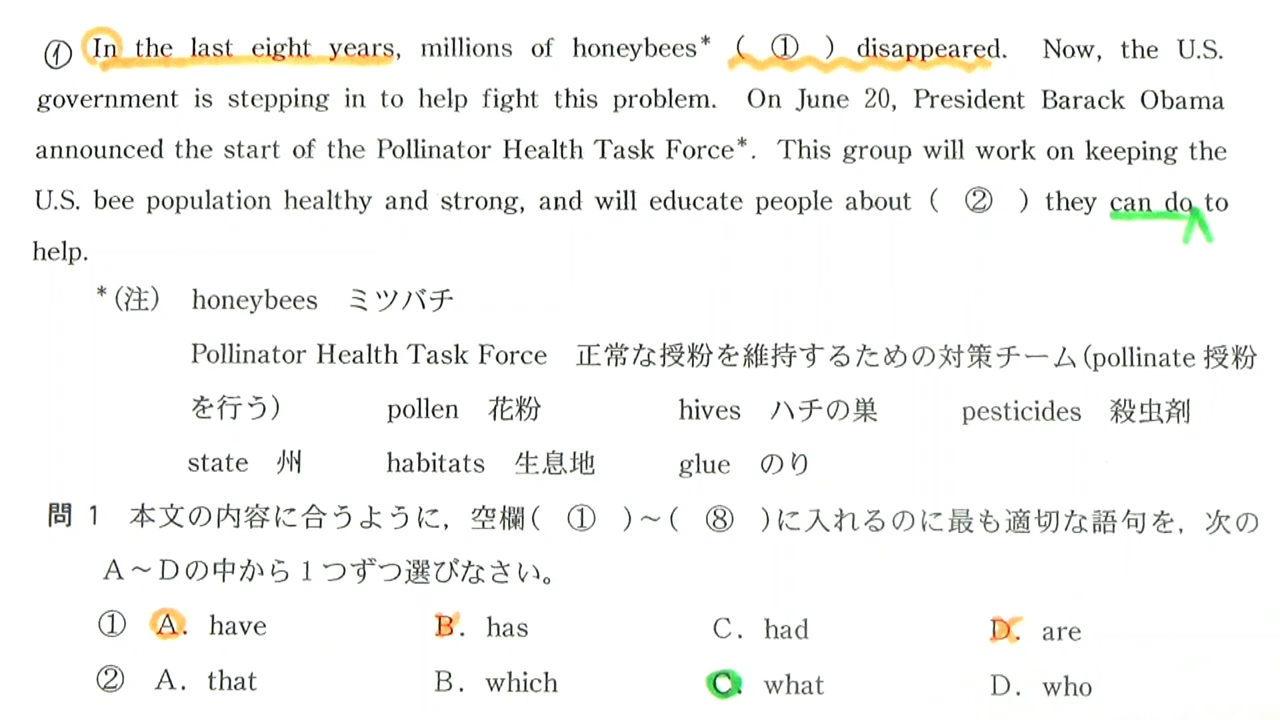 ① In the last eight years, millions of honeybees* ( ① ) disappeared. Now, the U.S.
government is stepping in to help fight this problem. On June 20, President Barack Obama
announced the start of the Pollinator Health Task Force*. This group will work on keeping the
U.S. bee population healthy and strong, and will educate people about ( ② ) they can do to
help.
*(注) honeybees ミツバチ
Pollinator Health Task Force 正常な授粉を維持するための対策チーム(pollinate 授粉
を行う) pollen 花粉 hives ハチの巣 pesticides 殺虫剤
state 州 habitats 生息地 glue のり
問 1 本文の内容に合うように，空欄( ① )～( ⑧ )に入れるのに最も適切な語句を，次の
A～Dの中から1つずつ選びなさい。
① A．have B．has C．had D．are
② A．that B．which C．what D．who